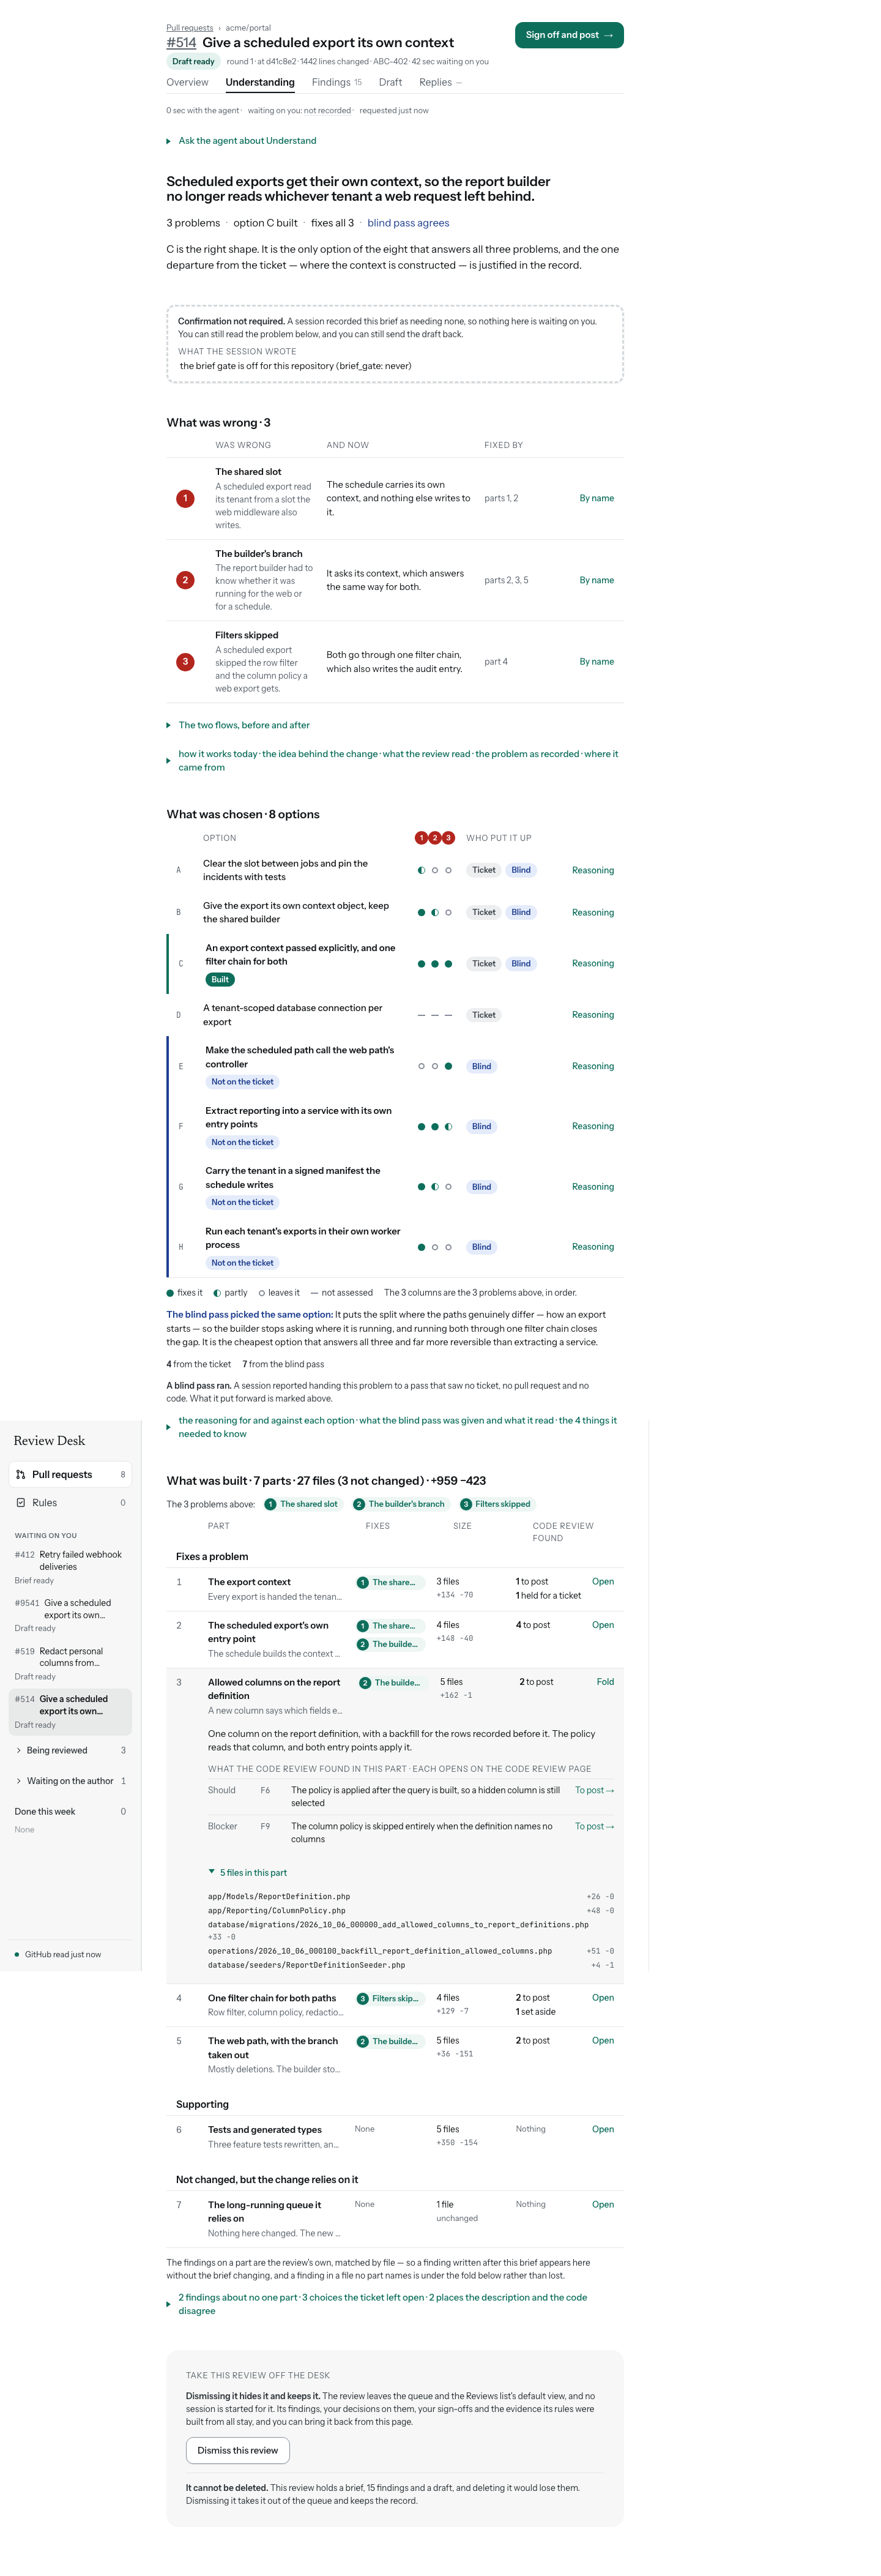 Pull requests › acme/portal
#514 Give a scheduled export its own context
Sign off and post →
Draft ready round 1 · at d41c8e2 · 1442 lines changed · ABC-402 · 42 sec waiting on you
Overview Understanding Findings 15 Draft Replies —
0 sec with the agent · waiting on you: not recorded · requested just now
Ask the agent about Understand
Scheduled exports get their own context, so the report builder
no longer reads whichever tenant a web request left behind.
3 problems · option C built · fixes all 3 · blind pass agrees
C is the right shape. It is the only option of the eight that answers all three problems, and the one
departure from the ticket — where the context is constructed — is justified in the record.
Confirmation not required. A session recorded this brief as needing none, so nothing here is waiting on you.
You can still read the problem below, and you can still send the draft back.
WHAT THE SESSION WROTE
the brief gate is off for this repository (brief_gate: never)
What was wrong · 3
WAS WRONG AND NOW FIXED BY
1
The shared slot
A scheduled export read
its tenant from a slot the
web middleware also
writes.
The schedule carries its own
context, and nothing else writes to
it.
parts 1, 2
By name
2
The builder's branch
The report builder had to
know whether it was
running for the web or
for a schedule.
It asks its context, which answers
the same way for both.
parts 2, 3, 5
By name
3
Filters skipped
A scheduled export
skipped the row filter
and the column policy a
web export gets.
Both go through one filter chain,
which also writes the audit entry.
part 4
By name
The two flows, before and after
how it works today · the idea behind the change · what the review read · the problem as recorded · where it
came from
What was chosen · 8 options
OPTION 1 2 3 WHO PUT IT UP
A
Clear the slot between jobs and pin the
incidents with tests
Ticket Blind
Reasoning
B
Give the export its own context object, keep
the shared builder
Ticket Blind
Reasoning
C
An export context passed explicitly, and one
filter chain for both
Built
Ticket Blind
Reasoning
D
A tenant-scoped database connection per
export
— — —
Ticket
Reasoning
E
Make the scheduled path call the web path's
controller
Not on the ticket
Blind
Reasoning
F
Extract reporting into a service with its own
entry points
Not on the ticket
Blind
Reasoning
G
Carry the tenant in a signed manifest the
schedule writes
Not on the ticket
Blind
Reasoning
H
Run each tenant's exports in their own worker
process
Not on the ticket
Blind
Reasoning
fixes it partly leaves it — not assessed The 3 columns are the 3 problems above, in order.
The blind pass picked the same option: It puts the split where the paths genuinely differ — how an export
starts — so the builder stops asking where it is running, and running both through one filter chain closes
the gap. It is the cheapest option that answers all three and far more reversible than extracting a service.
4 from the ticket 7 from the blind pass
A blind pass ran. A session reported handing this problem to a pass that saw no ticket, no pull request and no
code. What it put forward is marked above.
the reasoning for and against each option · what the blind pass was given and what it read · the 4 things it
needed to know
Review Desk
Pull requests 8
Rules 0
WAITING ON YOU
#412 Retry failed webhook
deliveries
Brief ready
#9541 Give a scheduled
export its own...
Draft ready
#519 Redact personal
columns from...
Draft ready
#514 Give a scheduled
export its own...
Draft ready
Being reviewed 3
Waiting on the author 1
Done this week 0
None
GitHub read just now
What was built · 7 parts · 27 files (3 not changed) · +959 −423
The 3 problems above: 1 The shared slot 2 The builder's branch 3 Filters skipped
PART FIXES SIZE CODE REVIEW
FOUND
Fixes a problem
1
The export context
Every export is handed the tenan...
1 The share...
3 files
+134 -70
1 to post
1 held for a ticket
Open
2
The scheduled export's own
entry point
The schedule builds the context ...
1 The share...
2 The builde...
4 files
+148 -40
4 to post
Open
3
Allowed columns on the report
definition
A new column says which fields e...
2 The builde...
5 files
+162 -1
2 to post
Fold
One column on the report definition, with a backfill for the rows recorded before it. The policy
reads that column, and both entry points apply it.
WHAT THE CODE REVIEW FOUND IN THIS PART · EACH OPENS ON THE CODE REVIEW PAGE
Should F6 The policy is applied after the query is built, so a hidden column is still
selected
To post →
Blocker F9 The column policy is skipped entirely when the definition names no
columns
To post →
5 files in this part
app/Models/ReportDefinition.php +26 -0
app/Reporting/ColumnPolicy.php +48 -0
database/migrations/2026_10_06_000000_add_allowed_columns_to_report_definitions.php
+33 -0
operations/2026_10_06_000100_backfill_report_definition_allowed_columns.php +51 -0
database/seeders/ReportDefinitionSeeder.php +4 -1
4
One filter chain for both paths
Row filter, column policy, redactio...
3 Filters skip...
4 files
+129 -7
2 to post
1 set aside
Open
5
The web path, with the branch
taken out
Mostly deletions. The builder sto...
2 The builde...
5 files
+36 -151
2 to post
Open
Supporting
6
Tests and generated types
Three feature tests rewritten, an...
None
5 files
+350 -154
Nothing
Open
Not changed, but the change relies on it
7
The long-running queue it
relies on
Nothing here changed. The new ...
None
1 file
unchanged
Nothing
Open
The findings on a part are the review's own, matched by file — so a finding written after this brief appears here
without the brief changing, and a finding in a file no part names is under the fold below rather than lost.
2 findings about no one part · 3 choices the ticket left open · 2 places the description and the code
disagree
TAKE THIS REVIEW OFF THE DESK
Dismissing it hides it and keeps it. The review leaves the queue and the Reviews list's default view, and no
session is started for it. Its findings, your decisions on them, your sign-offs and the evidence its rules were
built from all stay, and you can bring it back from this page.
Dismiss this review
It cannot be deleted. This review holds a brief, 15 findings and a draft, and deleting it would lose them.
Dismissing it takes it out of the queue and keeps the record.